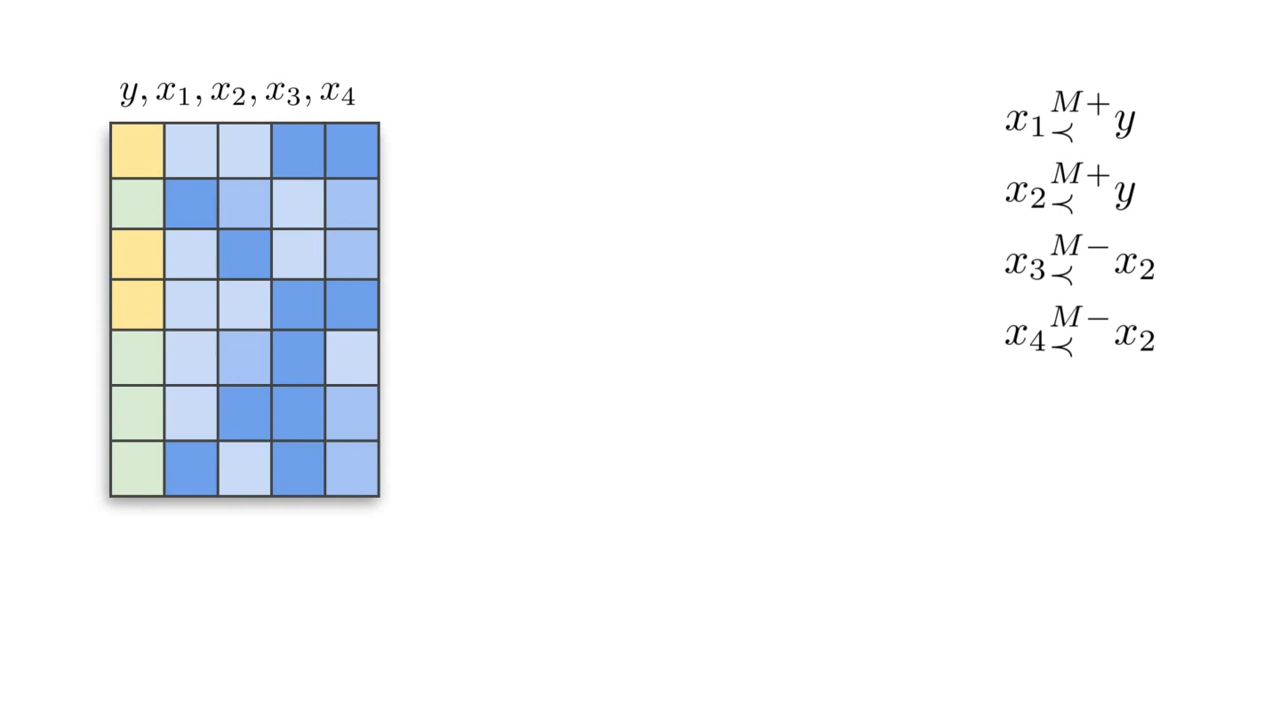 y, x₁, x₂, x₃, x₄
x₁ ≺^{M+} y
x₂ ≺^{M+} y
x₃ ≺^{M−} x₂
x₄ ≺^{M−} x₂